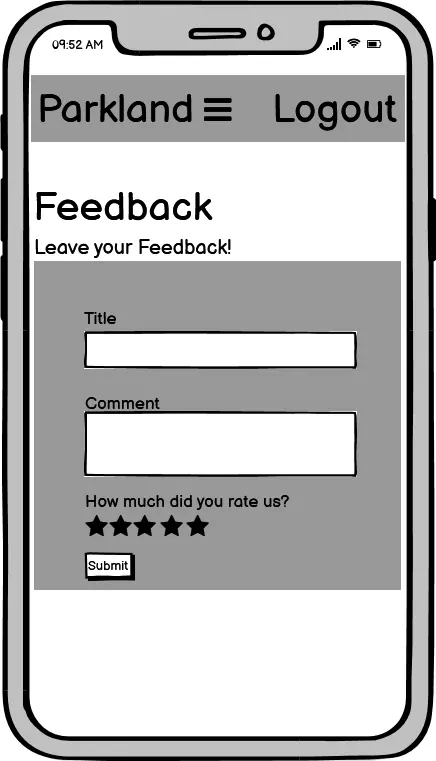 09:52 AM
Parkland Logout
Feedback
Leave your Feedback!
Title
Comment
How much did you rate us?
Submit